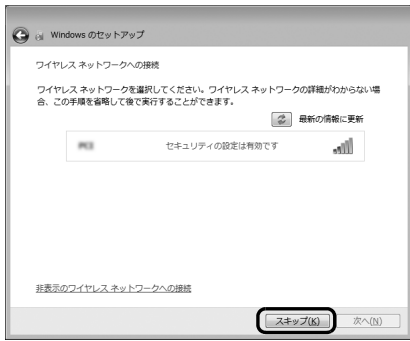 Windows のセットアップ
ワイヤレス ネットワークへの接続
ワイヤレス ネットワークを選択してください。ワイヤレス ネットワークの詳細がわからない場
合、この手順を省略して後で実行することができます。
最新の情報に更新
セキュリティの設定は有効です
非表示のワイヤレス ネットワークへの接続
スキップ(K) 次へ(N)